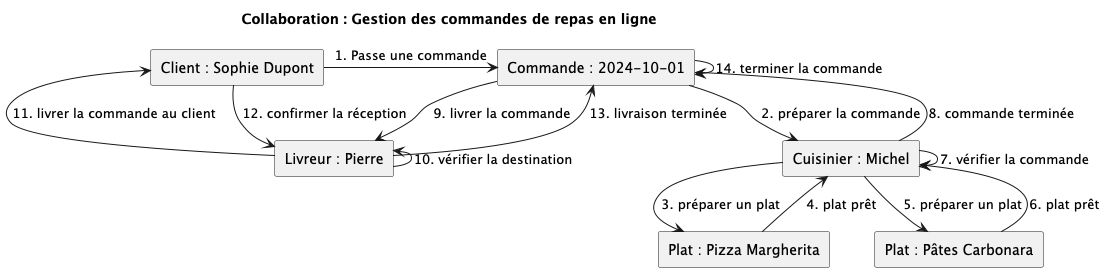 Collaboration : Gestion des commandes de repas en ligne
Client : Sophie Dupont
1. Passe une commande
Commande : 2024-10-01
14. terminer la commande
11. livrer la commande au client
12. confirmer la réception
9. livrer la commande
13. livraison terminée
2. préparer la commande
8. commande terminée
Livreur : Pierre
10. vérifier la destination
Cuisinier : Michel
7. vérifier la commande
3. préparer un plat
4. plat prêt
5. préparer un plat
6. plat prêt
Plat : Pizza Margherita
Plat : Pâtes Carbonara